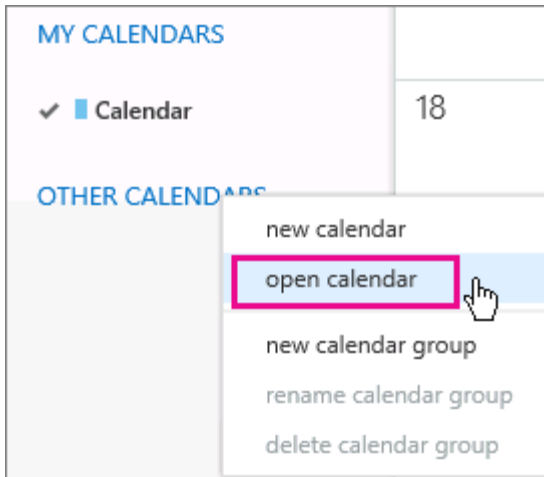 MY CALENDARS
Calendar
18
OTHER CALENDARS
new calendar
open calendar
new calendar group
rename calendar group
delete calendar group